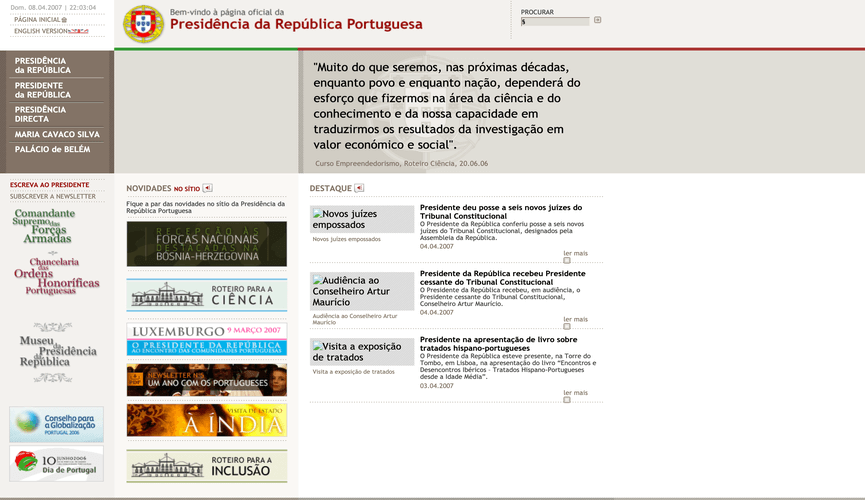 Dom. 08.04.2007 | 22:03:04
PÁGINA INICIAL
ENGLISH VERSION
Bem-vindo à página oficial da
Presidência da República Portuguesa
PROCURAR
$
PRESIDÊNCIA
da REPÚBLICA
PRESIDENTE
da REPÚBLICA
PRESIDÊNCIA
DIRECTA
MARIA CAVACO SILVA
PALÁCIO de BELÉM
"Muito do que seremos, nas próximas décadas,
enquanto povo e enquanto nação, dependerá do
esforço que fizermos na área da ciência e do
conhecimento e da nossa capacidade em
traduzirmos os resultados da investigação em
valor económico e social".
Curso Empreendedorismo, Roteiro Ciência, 20.06.06
ESCREVA AO PRESIDENTE
SUBSCREVER A NEWSLETTER
Comandante
Supremo das
Forças
Armadas
Chancelaria
das
Ordens
Honoríficas
Portuguesas
Museu
da Presidência
da República
Conselho para
a Globalização
PORTUGAL 2006
10 JUNHO 2006
Dia de Portugal
NOVIDADES NO SÍTIO
Fique a par das novidades no sítio da Presidência da
República Portuguesa
RECEPÇÃO ÀS
FORÇAS NACIONAIS
DESTACADAS NA
BÓSNIA-HERZEGOVINA
ROTEIRO PARA A
CIÊNCIA
LUXEMBURGO 9 MARÇO 2007
O PRESIDENTE DA REPÚBLICA
AO ENCONTRO DAS COMUNIDADES PORTUGUESAS
NEWSLETTER Nº5
PDF
UM ANO COM OS PORTUGUESES
VISITA DE ESTADO
À ÍNDIA
ROTEIRO PARA A
INCLUSÃO
DESTAQUE
Novos juízes
empossados
Novos juízes empossados
Presidente deu posse a seis novos juízes do
Tribunal Constitucional
O Presidente da República conferiu posse a seis novos
juízes do Tribunal Constitucional, designados pela
Assembleia da República.
04.04.2007
ler mais
Audiência ao
Conselheiro Artur
Maurício
Audiência ao Conselheiro Artur
Maurício
Presidente da República recebeu Presidente
cessante do Tribunal Constitucional
O Presidente da República recebeu, em audiência, o
Presidente cessante do Tribunal Constitucional,
Conselheiro Artur Maurício.
04.04.2007
ler mais
Visita a exposição
de tratados
Visita a exposição de tratados
Presidente na apresentação de livro sobre
tratados hispano-portugueses
O Presidente da República esteve presente, na Torre do
Tombo, em Lisboa, na apresentação do livro "Encontros e
Desencontros Ibéricos - Tratados Hispano-Portugueses
desde a Idade Média".
03.04.2007
ler mais